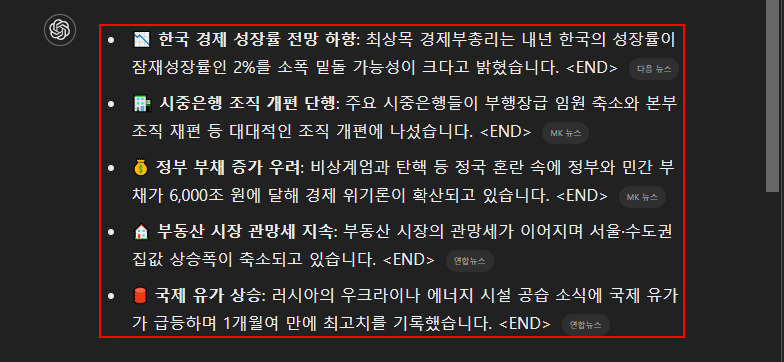 • 📉 한국 경제 성장률 전망 하향: 최상목 경제부총리는 내년 한국의 성장률이
잠재성장률인 2%를 소폭 밑돌 가능성이 크다고 밝혔습니다. <END> 다음 뉴스
• 🏦 시중은행 조직 개편 단행: 주요 시중은행들이 부행장급 임원 축소와 본부
조직 재편 등 대대적인 조직 개편에 나섰습니다. <END> MK 뉴스
• 💰 정부 부채 증가 우려: 비상계엄과 탄핵 등 정국 혼란 속에 정부와 민간 부
채가 6,000조 원에 달해 경제 위기론이 확산되고 있습니다. <END> MK 뉴스
• 🏠 부동산 시장 관망세 지속: 부동산 시장의 관망세가 이어지며 서울·수도권
집값 상승폭이 축소되고 있습니다. <END> 연합뉴스
• 🛢️ 국제 유가 상승: 러시아의 우크라이나 에너지 시설 공습 소식에 국제 유가
가 급등하며 1개월여 만에 최고치를 기록했습니다. <END> 연합뉴스